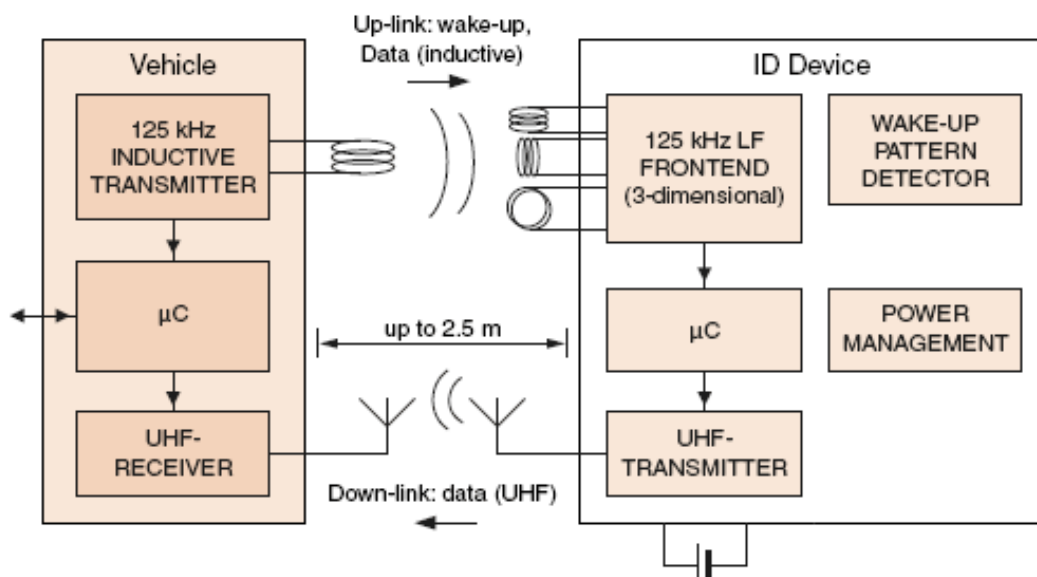 Up-link: wake-up,
Data (inductive)
Vehicle
125 kHz
INDUCTIVE
TRANSMITTER
µC
UHF-
RECEIVER
up to 2.5 m
Down-link: data (UHF)
ID Device
125 kHz LF
FRONTEND
(3-dimensional)
WAKE-UP
PATTERN
DETECTOR
µC
POWER
MANAGEMENT
UHF-
TRANSMITTER